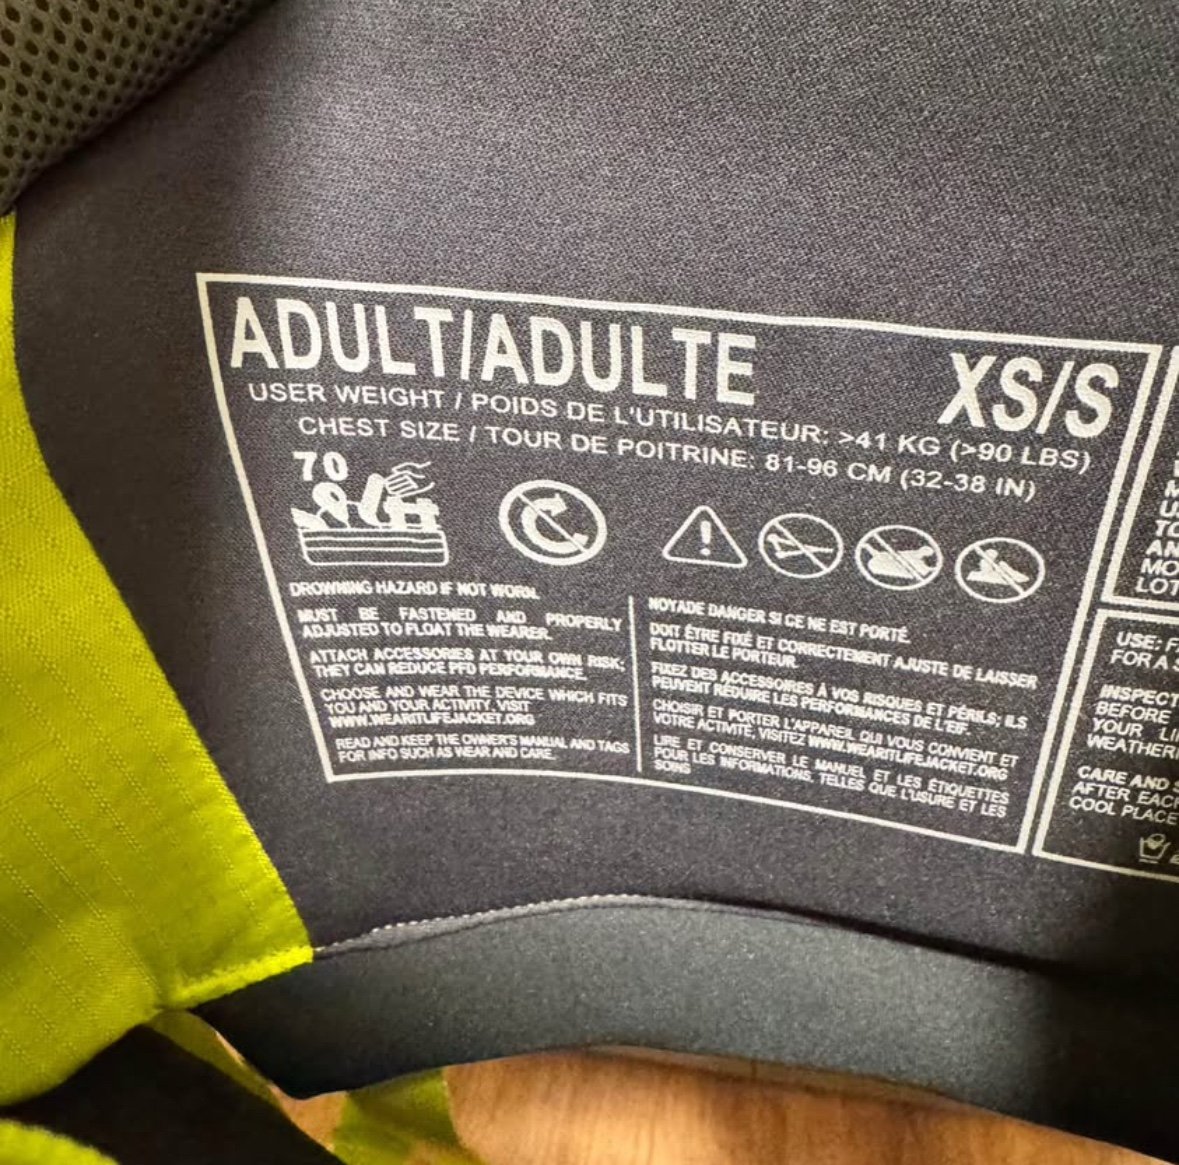 ADULT/ADULTE XS/S
USER WEIGHT / POIDS DE L'UTILISATEUR: >41 KG (>90 LBS)
CHEST SIZE / TOUR DE POITRINE: 81-96 CM (32-38 IN)
70
DROWNING HAZARD IF NOT WORN.
MUST BE FASTENED AND PROPERLY
ADJUSTED TO FLOAT THE WEARER.
ATTACH ACCESSORIES AT YOUR OWN RISK;
THEY CAN REDUCE PFD PERFORMANCE.
CHOOSE AND WEAR THE DEVICE WHICH FITS
YOU AND YOUR ACTIVITY. VISIT
WWW.WEARITLIFEJACKET.ORG
READ AND KEEP THE OWNER'S MANUAL AND TAGS
FOR INFO SUCH AS WEAR AND CARE.
NOYADE DANGER SI CE NE EST PORTÉ.
DOIT ÊTRE FIXÉ ET CORRECTEMENT AJUSTE DE LAISSER
FLOTTER LE PORTEUR.
FIXEZ DES ACCESSOIRES À VOS RISQUES ET PÉRILS; ILS
PEUVENT RÉDUIRE LES PERFORMANCES DE L'EIF.
CHOISIR ET PORTER L'APPAREIL QUI VOUS CONVIENT ET
VOTRE ACTIVITÉ, VISITEZ WWW.WEARITLIFEJACKET.ORG
LIRE ET CONSERVER LE MANUEL ET LES ÉTIQUETTES
POUR LES INFORMATIONS, TELLES QUE L'USURE ET LES
SOINS
TO
AN
MO
LOT
USE:
FOR A
INSPECT
BEFORE
YOUR
WEATHER
CARE AND
AFTER
COOL PLACE